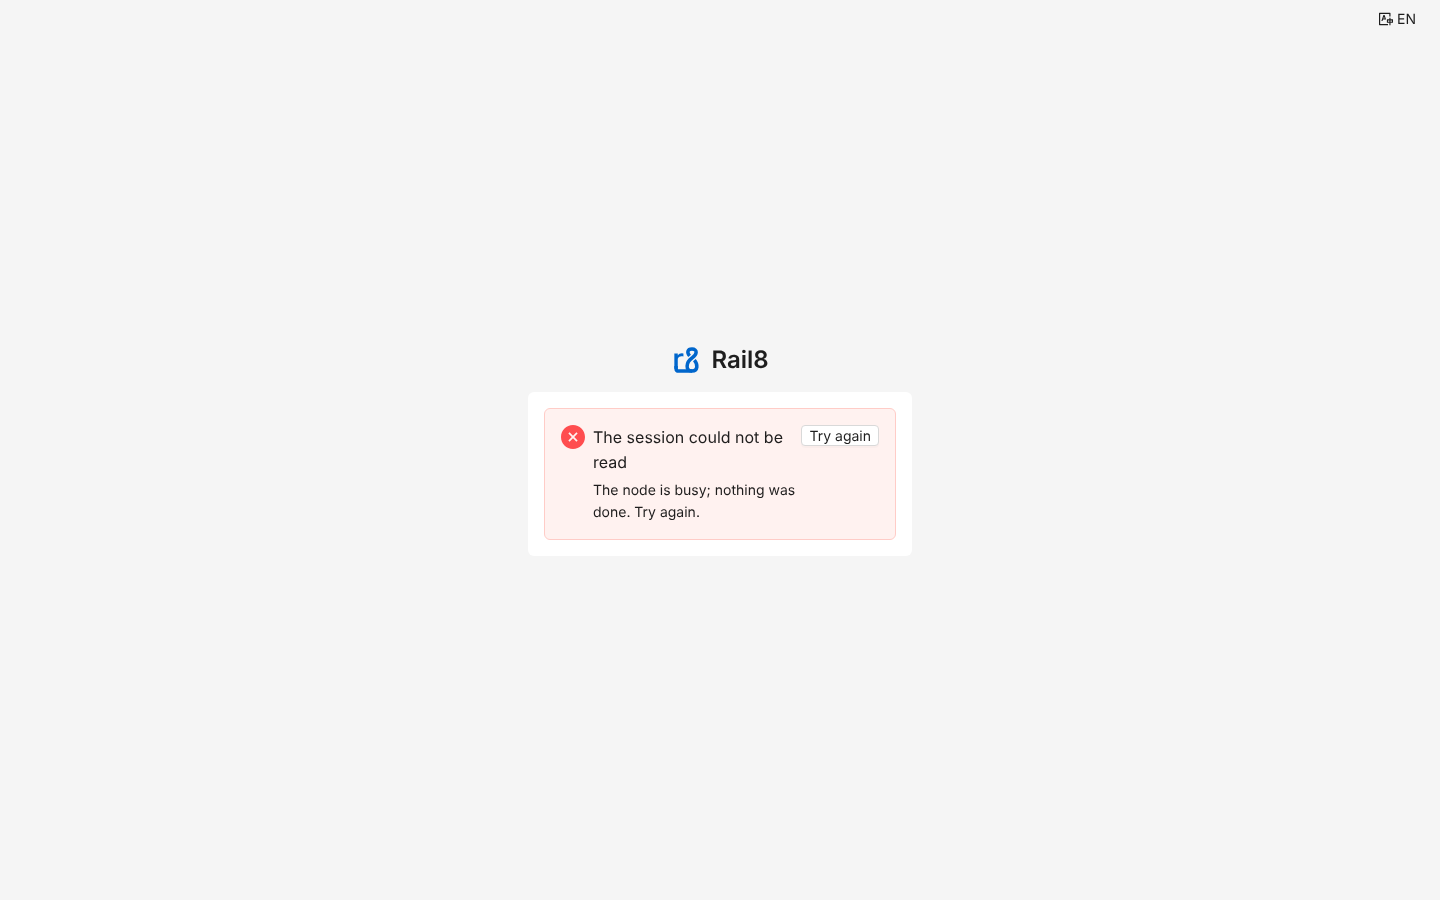 EN
Rail8
The session could not be
read
Try again
The node is busy; nothing was
done. Try again.